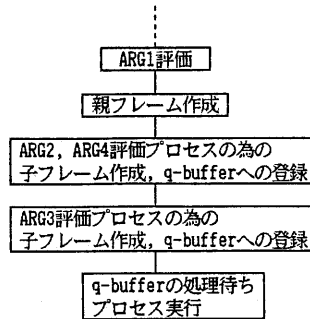 ARG1評価
親フレーム作成
ARG2, ARG4評価プロセスの為の
子フレーム作成, q-bufferへの登録
ARG3評価プロセスの為の
子フレーム作成, q-bufferへの登録
q-bufferの処理待ち
プロセス実行